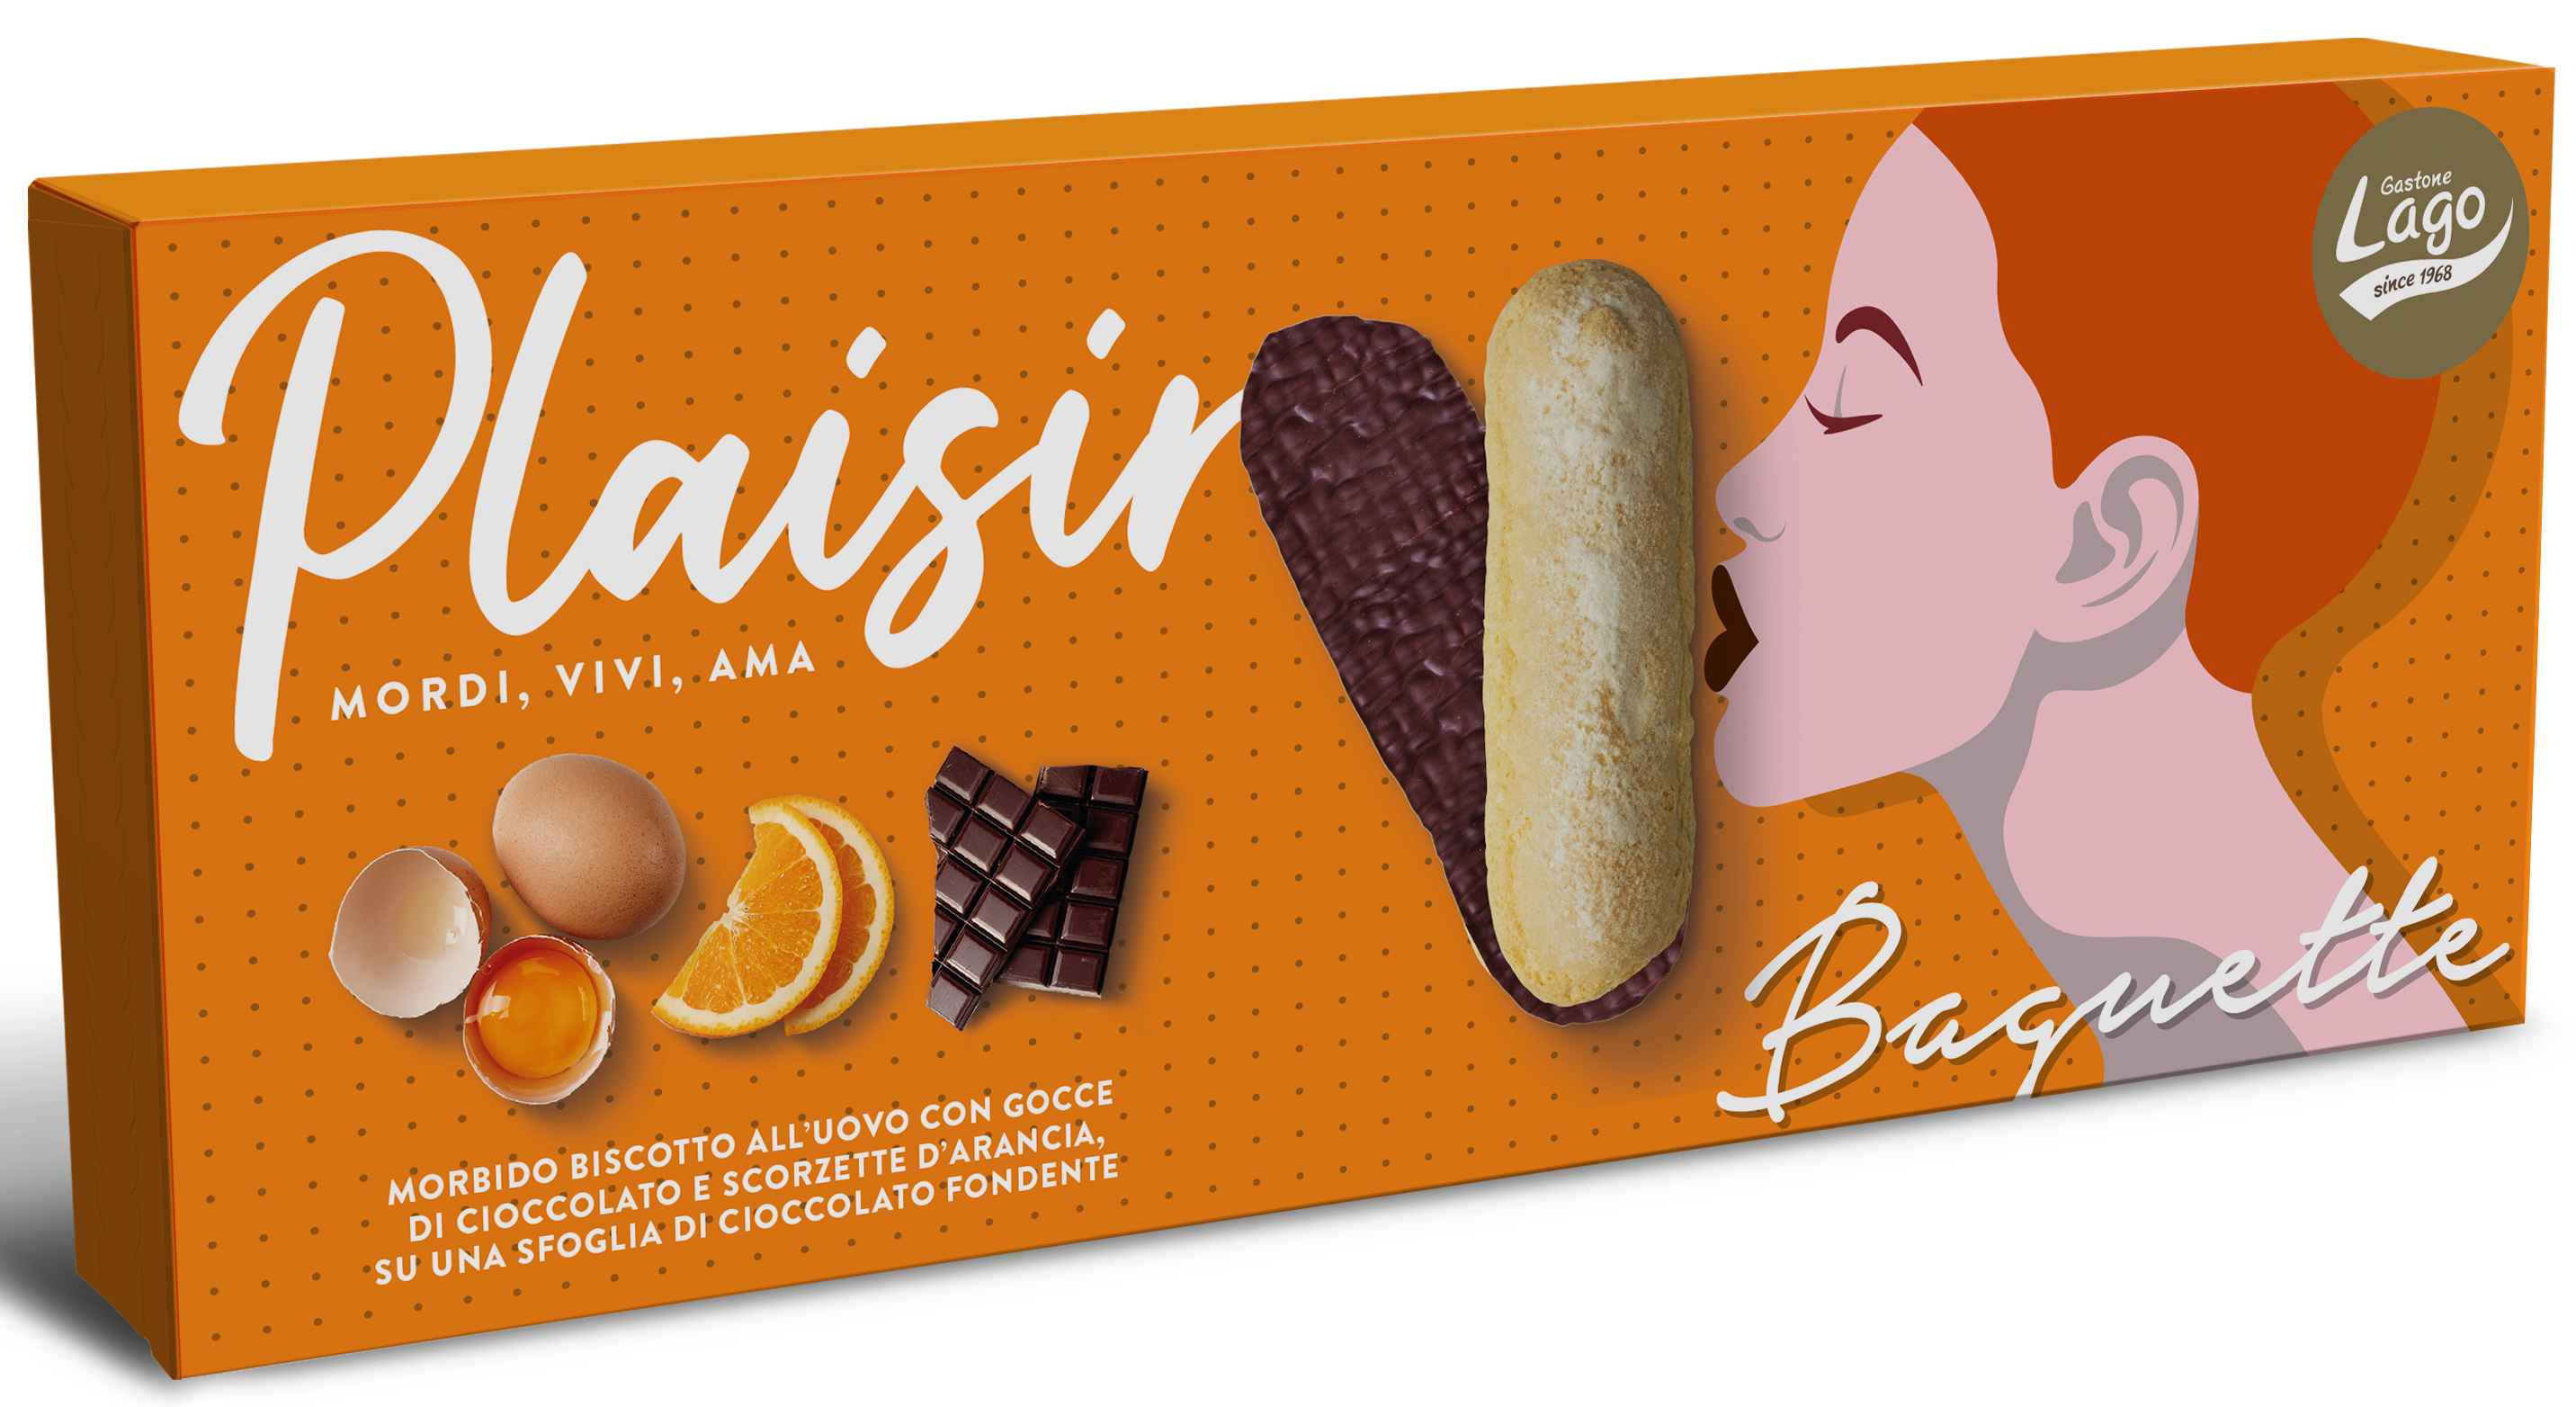 Plaisir
MORDI, VIVI, AMA
Gastone
Lago
since 1968
MORBIDO BISCOTTO ALL'UOVO CON GOCCE
DI CIOCCOLATO E SCORZETTE D'ARANCIA,
SU UNA SFOGLIA DI CIOCCOLATO FONDENTE
Baguette